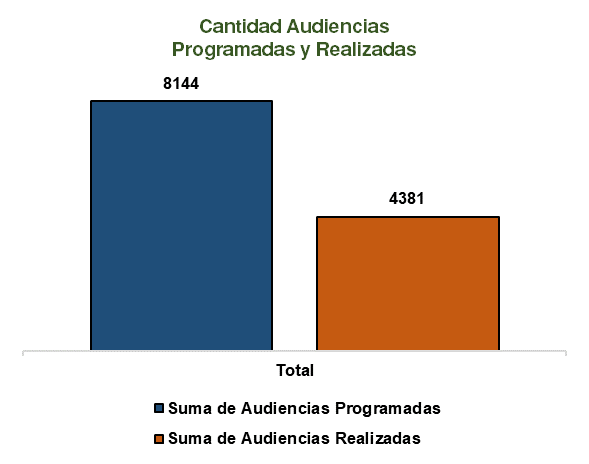 Cantidad Audiencias
Programadas y Realizadas
8144
4381
Total
Suma de Audiencias Programadas
Suma de Audiencias Realizadas